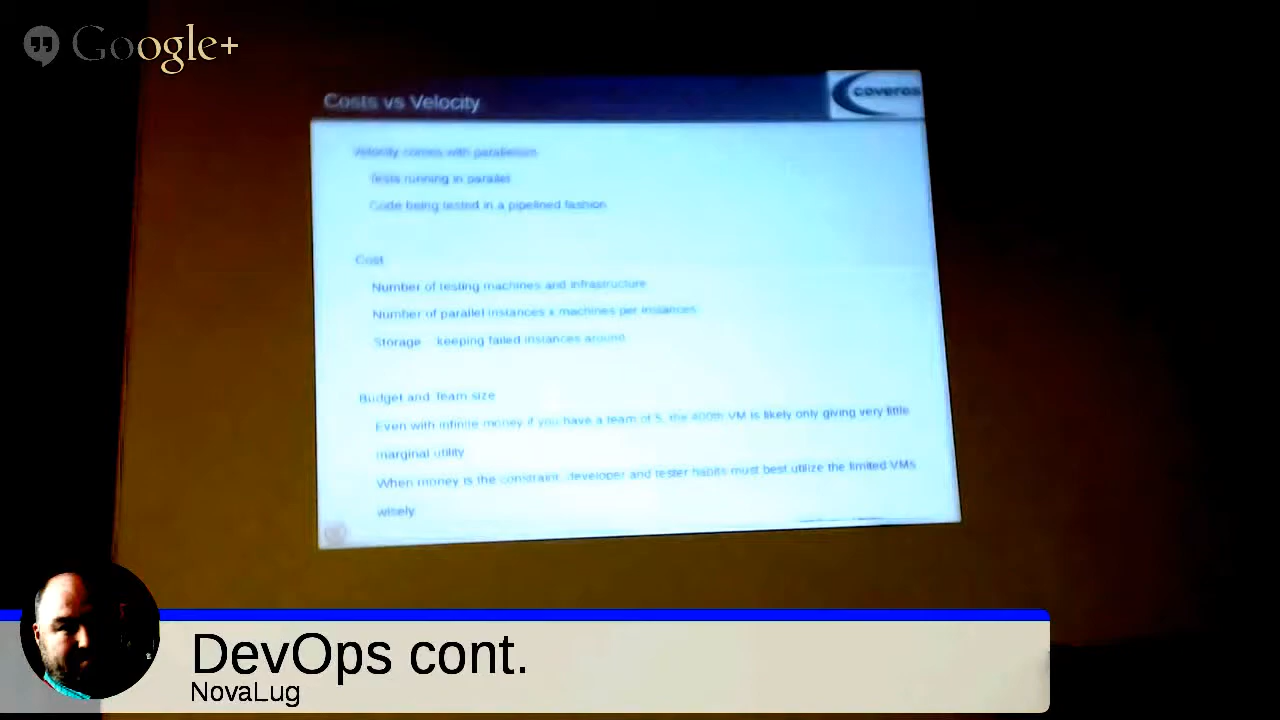 Google+
Costs vs Velocity
coveros
Velocity comes with parallelism
Tests running in parallel
Code being tested in a pipelined fashion
Cost
Number of testing machines and infrastructure
Number of parallel instances x machines per instances
Storage keeping failed instances around
Budget and Team size
Even with infinite money if you have a team of 5, the 400th VM is likely only giving very little
marginal utility
When money is the constraint, developer and tester habits must best utilize the limited VMs
wisely
DevOps cont.
NovaLug